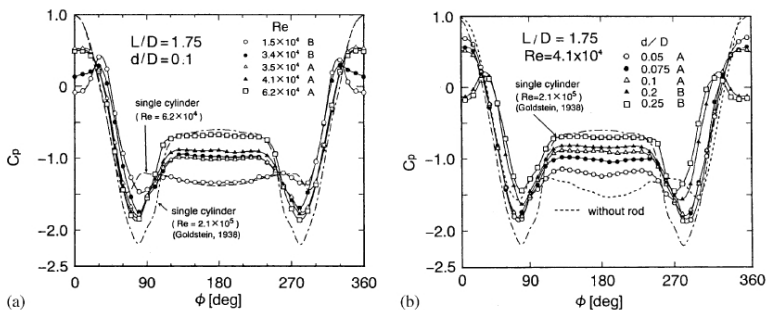 1.0
0
-1.0
-2.0
-2.5
Cp
0 90 180 270 360
ϕ [deg]
(a)
L/D = 1.75
d/D = 0.1
Re
1.5×10⁴ B
3.4×10⁴ B
3.5×10⁴ A
4.1×10⁴ A
6.2×10⁴ A
single cylinder
( Re = 6.2×10⁴ )
single cylinder
( Re = 2.1×10⁵ )
(Goldstein, 1938)
1.0
0
-1.0
-2.0
-2.5
Cp
0 90 180 270 360
ϕ [deg]
(b)
L/D = 1.75
Re=4.1x10⁴
d/D
0.05 A
0.075 A
0.1 A
0.2 B
0.25 B
single cylinder
(Re=2.1×10⁵)
(Goldstein, 1938)
without rod